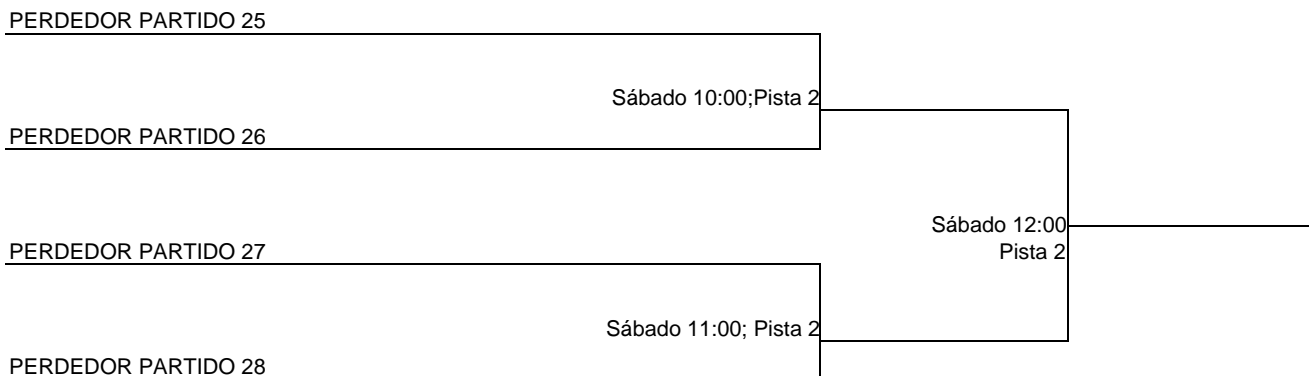 PERDEDOR PARTIDO 25
Sábado 10:00;Pista 2
PERDEDOR PARTIDO 26
Sábado 12:00
PERDEDOR PARTIDO 27
Pista 2
Sábado 11:00; Pista 2
PERDEDOR PARTIDO 28